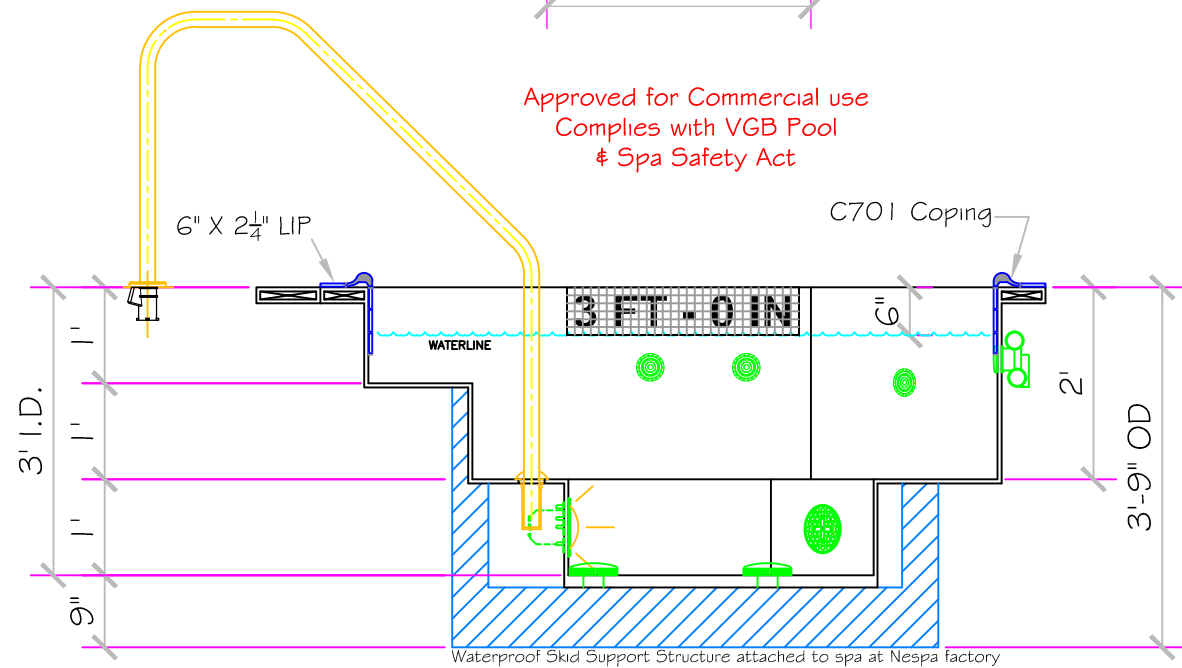 Approved for Commercial use
Complies with VGB Pool
& Spa Safety Act
6" X 2¼" LIP
C701 Coping
3 FT - 0 IN
6"
WATERLINE
1'
2'
3' I.D.
1'
3'-9" OD
1'
9"
Waterproof Skid Support Structure attached to spa at Nespa factory